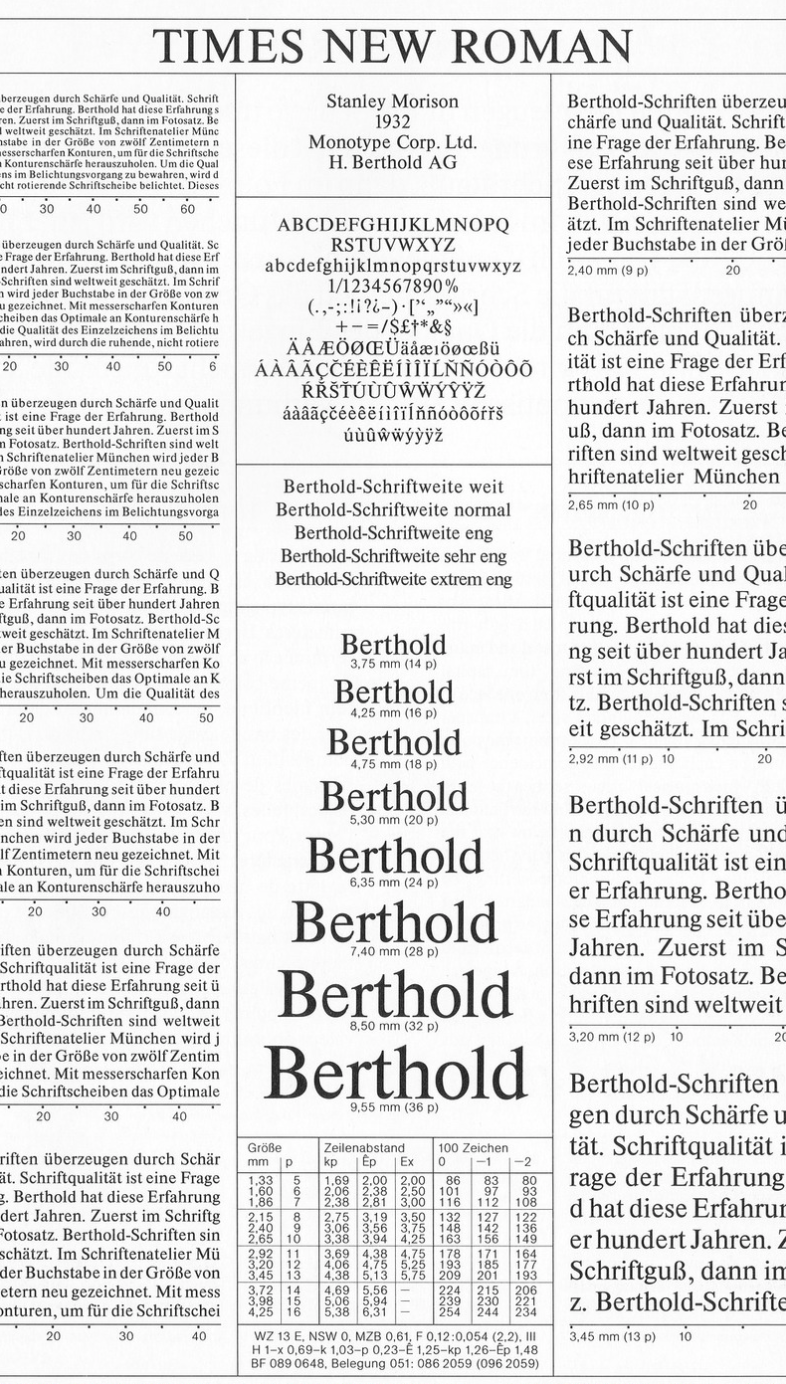 TIMES NEW ROMAN
berzeugen durch Schärfe und Qualität. Schrift
e der Erfahrung. Berthold hat diese Erfahrung s
ren. Zuerst im Schriftguß, dann im Fotosatz. Be
l weltweit geschätzt. Im Schriftenatelier Münc
nstabe in der Größe von zwölf Zentimetern n
esserscharfen Konturen, um für die Schriftsche
n Konturenschärfe herauszuholen. Um die Qual
ns im Belichtungsvorgang zu bewahren, wird d
cht rotierende Schriftscheibe belichtet. Dieses
0 30 40 50 60
überzeugen durch Schärfe und Qualität. Sc
e Frage der Erfahrung. Berthold hat diese Erf
ndert Jahren. Zuerst im Schriftguß, dann im
Schriften sind weltweit geschätzt. Im Schrif
n wird jeder Buchstabe in der Größe von zw
u gezeichnet. Mit messerscharfen Konturen
cheiben das Optimale an Konturenschärfe h
die Qualität des Einzelzeichens im Belichtu
ahren, wird durch die ruhende, nicht rotiere
20 30 40 50 6
n überzeugen durch Schärfe und Qualit
ist eine Frage der Erfahrung. Berthold
ng seit über hundert Jahren. Zuerst im S
n Fotosatz. Berthold-Schriften sind welt
n Schriftenatelier München wird jeder B
röße von zwölf Zentimetern neu gezeic
scharfen Konturen, um für die Schriftsc
nale an Konturenschärfe herauszuholen
les Einzelzeichens im Belichtungsvorga
20 30 40 50
ten überzeugen durch Schärfe und Q
ualität ist eine Frage der Erfahrung. B
e Erfahrung seit über hundert Jahren
ftguß, dann im Fotosatz. Berthold-Sc
tweit geschätzt. Im Schriftenatelier M
er Buchstabe in der Größe von zwölf
u gezeichnet. Mit messerscharfen Ko
ie Schriftscheiben das Optimale an K
herauszuholen. Um die Qualität des
20 30 40 50
ften überzeugen durch Schärfe und
ftqualität ist eine Frage der Erfahru
t diese Erfahrung seit über hundert
im Schriftguß, dann im Fotosatz. B
en sind weltweit geschätzt. Im Schr
nchen wird jeder Buchstabe in der
lf Zentimetern neu gezeichnet. Mit
n Konturen, um für die Schriftschei
ale an Konturenschärfe herauszuho
20 30 40
iften überzeugen durch Schärfe
Schriftqualität ist eine Frage der
rthold hat diese Erfahrung seit ü
hren. Zuerst im Schriftguß, dann
Berthold-Schriften sind weltweit
Schriftenatelier München wird j
e in der Größe von zwölf Zentim
eichnet. Mit messerscharfen Kon
die Schriftscheiben das Optimale
20 30 40
riften überzeugen durch Schär
ät. Schriftqualität ist eine Frage
g. Berthold hat diese Erfahrung
dert Jahren. Zuerst im Schriftg
Fotosatz. Berthold-Schriften sin
schätzt. Im Schriftenatelier Mü
der Buchstabe in der Größe von
etern neu gezeichnet. Mit mess
onturen, um für die Schriftschei
20 30 40
Stanley Morison
1932
Monotype Corp. Ltd.
H. Berthold AG
ABCDEFGHIJKLMNOPQ
RSTUVWXYZ
abcdefghijklmnopqrstuvwxyz
1/1234567890%
(.,-;:!¡?¿–)·[’‘„”“»«]
+−=/$£†*&§
ÄÅÆÖØŒÜäåæıöøœßü
ÁÀÂÃÇČÉÈÊËÍÌÎÏĹŇÑÓÒÔÕ
ŔŘŠŤÚÙÛŴẄÝỲŸŽ
áàâãçčéèêëíìîïĺňñóòôõŕřš
úùûŵẅýỳÿž
Berthold-Schriftweite weit
Berthold-Schriftweite normal
Berthold-Schriftweite eng
Berthold-Schriftweite sehr eng
Berthold-Schriftweite extrem eng
Berthold
3,75 mm (14 p)
Berthold
4,25 mm (16 p)
Berthold
4,75 mm (18 p)
Berthold
5,30 mm (20 p)
Berthold
6,35 mm (24 p)
Berthold
7,40 mm (28 p)
Berthold
8,50 mm (32 p)
Berthold
9,55 mm (36 p)
Größe Zeilenabstand 100 Zeichen
mm p kp Êp Ex 0 −1 −2
1,33 5 1,69 2,00 2,00 86 83 80
1,60 6 2,06 2,38 2,50 101 97 93
1,86 7 2,38 2,81 3,00 116 112 108
2,15 8 2,75 3,19 3,50 132 127 122
2,40 9 3,06 3,56 3,75 148 142 136
2,65 10 3,38 3,94 4,25 163 156 149
2,92 11 3,69 4,38 4,75 178 171 164
3,20 12 4,06 4,75 5,25 193 185 177
3,45 13 4,38 5,13 5,75 209 201 193
3,72 14 4,69 5,56 – 224 215 206
3,98 15 5,06 5,94 – 239 230 221
4,25 16 5,38 6,31 – 254 244 234
WZ 13 E, NSW 0, MZB 0,61, F 0,12:0,054 (2,2), III
H 1–x 0,69–k 1,03–p 0,23–Ê 1,25–kp 1,26–Êp 1,48
BF 089 0648, Belegung 051: 086 2059 (096 2059)
Berthold-Schriften überzeu
chärfe und Qualität. Schrift
ine Frage der Erfahrung. Be
ese Erfahrung seit über hun
Zuerst im Schriftguß, dann
Berthold-Schriften sind we
ätzt. Im Schriftenatelier Mü
jeder Buchstabe in der Grö
2,40 mm (9 p) 20
Berthold-Schriften überz
ch Schärfe und Qualität.
ität ist eine Frage der Erf
rthold hat diese Erfahrun
hundert Jahren. Zuerst
uß, dann im Fotosatz. Be
riften sind weltweit gesch
hriftenatelier München
2,65 mm (10 p) 20
Berthold-Schriften übe
urch Schärfe und Qual
ftqualität ist eine Frage
rung. Berthold hat dies
ng seit über hundert Ja
rst im Schriftguß, dann
tz. Berthold-Schriften s
eit geschätzt. Im Schri
2,92 mm (11 p) 10 20
Berthold-Schriften ü
n durch Schärfe und
Schriftqualität ist ein
er Erfahrung. Bertho
se Erfahrung seit übe
Jahren. Zuerst im S
dann im Fotosatz. Be
hriften sind weltweit
3,20 mm (12 p) 10 20
Berthold-Schriften
gen durch Schärfe u
tät. Schriftqualität i
rage der Erfahrung
d hat diese Erfahrun
er hundert Jahren. Z
Schriftguß, dann im
z. Berthold-Schrifte
3,45 mm (13 p) 10